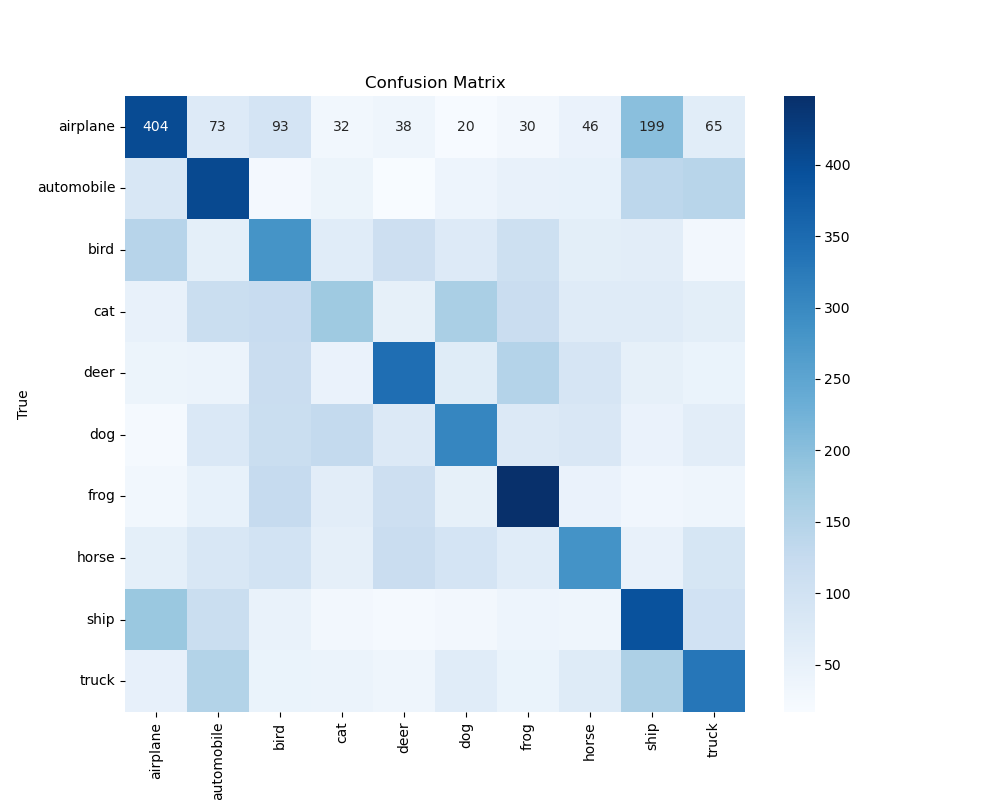 Confusion Matrix
airplane 404 73 93 32 38 20 30 46 199 65
automobile
bird
cat
deer
dog
frog
horse
ship
truck
True
airplane automobile bird cat deer dog frog horse ship truck
400
350
300
250
200
150
100
50